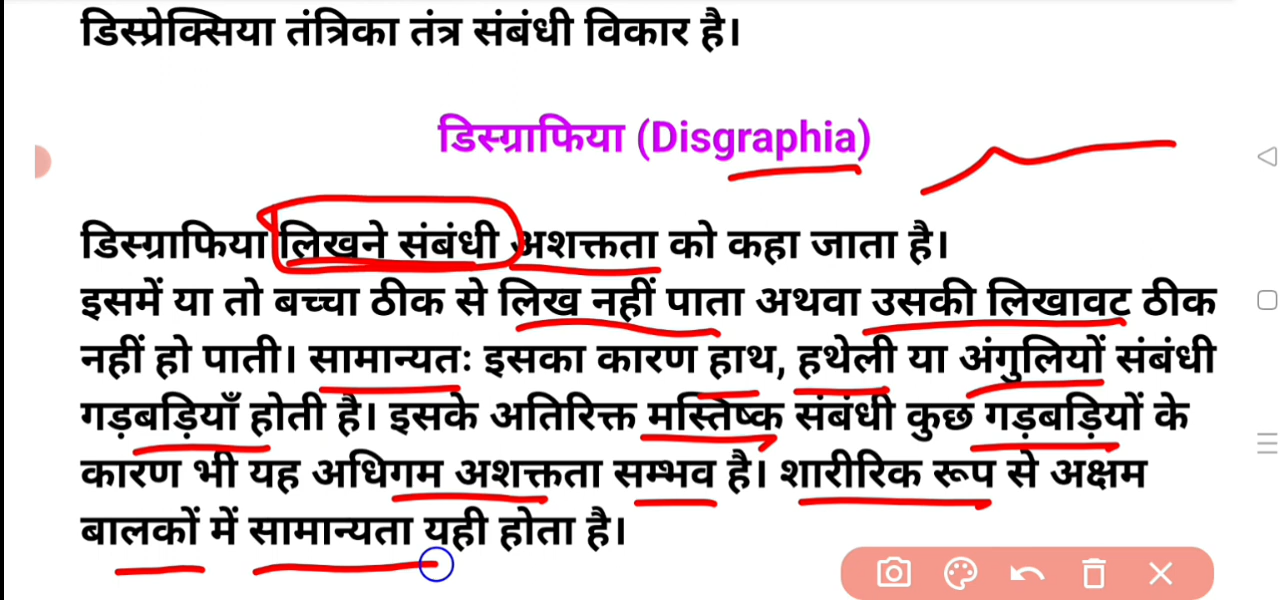 डिस्प्रेक्सिया तंत्रिका तंत्र संबंधी विकार है।
डिस्ग्राफिया (Disgraphia)
डिस्ग्राफिया लिखने संबंधी अशक्तता को कहा जाता है।
इसमें या तो बच्चा ठीक से लिख नहीं पाता अथवा उसकी लिखावट ठीक
नहीं हो पाती। सामान्यतः इसका कारण हाथ, हथेली या अंगुलियों संबंधी
गड़बड़ियाँ होती है। इसके अतिरिक्त मस्तिष्क संबंधी कुछ गड़बड़ियों के
कारण भी यह अधिगम अशक्तता सम्भव है। शारीरिक रूप से अक्षम
बालकों में सामान्यता यही होता है।